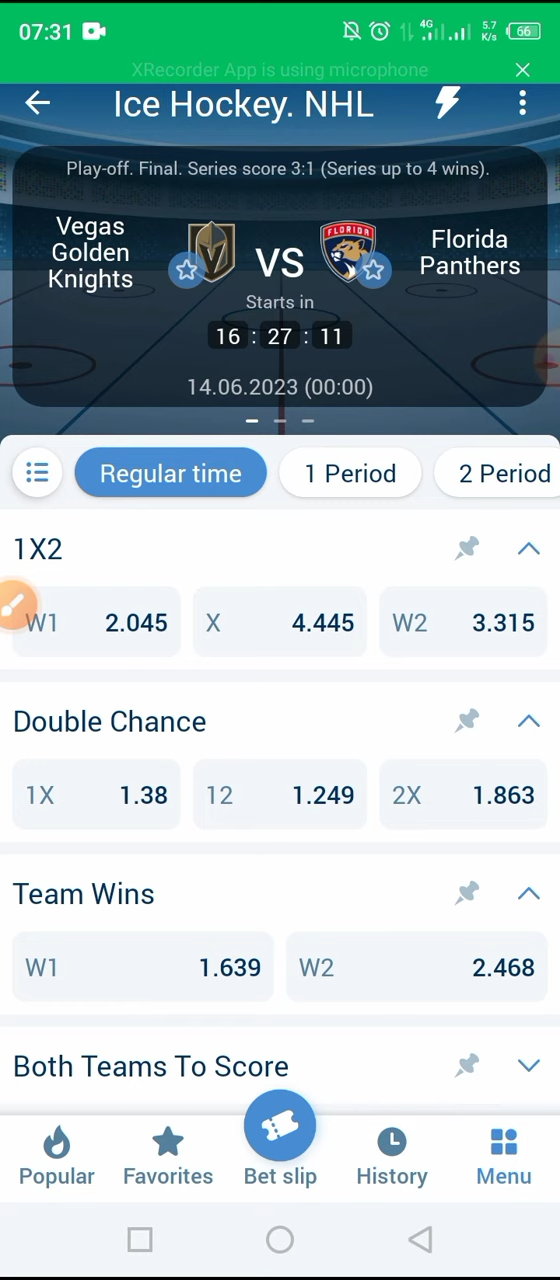 07:31
4G
5.7
K/s
66
XRecorder App is using microphone
Ice Hockey. NHL
Play-off. Final. Series score 3:1 (Series up to 4 wins).
Vegas
Golden
Knights
VS
FLORIDA
Florida
Panthers
Starts in
16 : 27 : 11
14.06.2023 (00:00)
Regular time
1 Period
2 Period
1X2
W1 2.045
X 4.445
W2 3.315
Double Chance
1X 1.38
12 1.249
2X 1.863
Team Wins
W1 1.639
W2 2.468
Both Teams To Score
Popular
Favorites
Bet slip
History
Menu